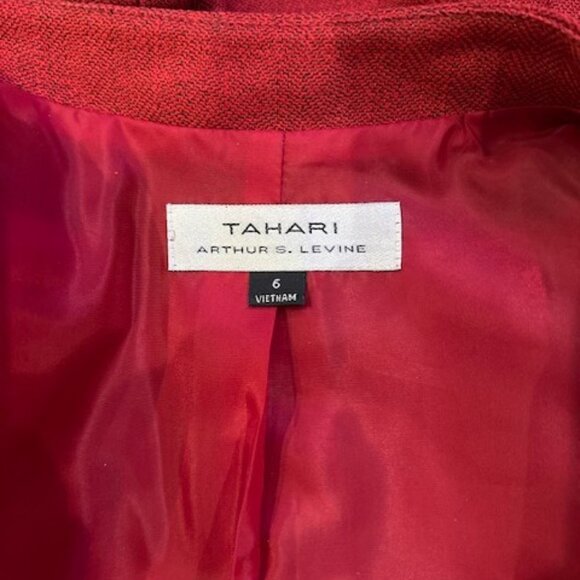 TAHARI
ARTHUR S. LEVINE
6
VIETNAM